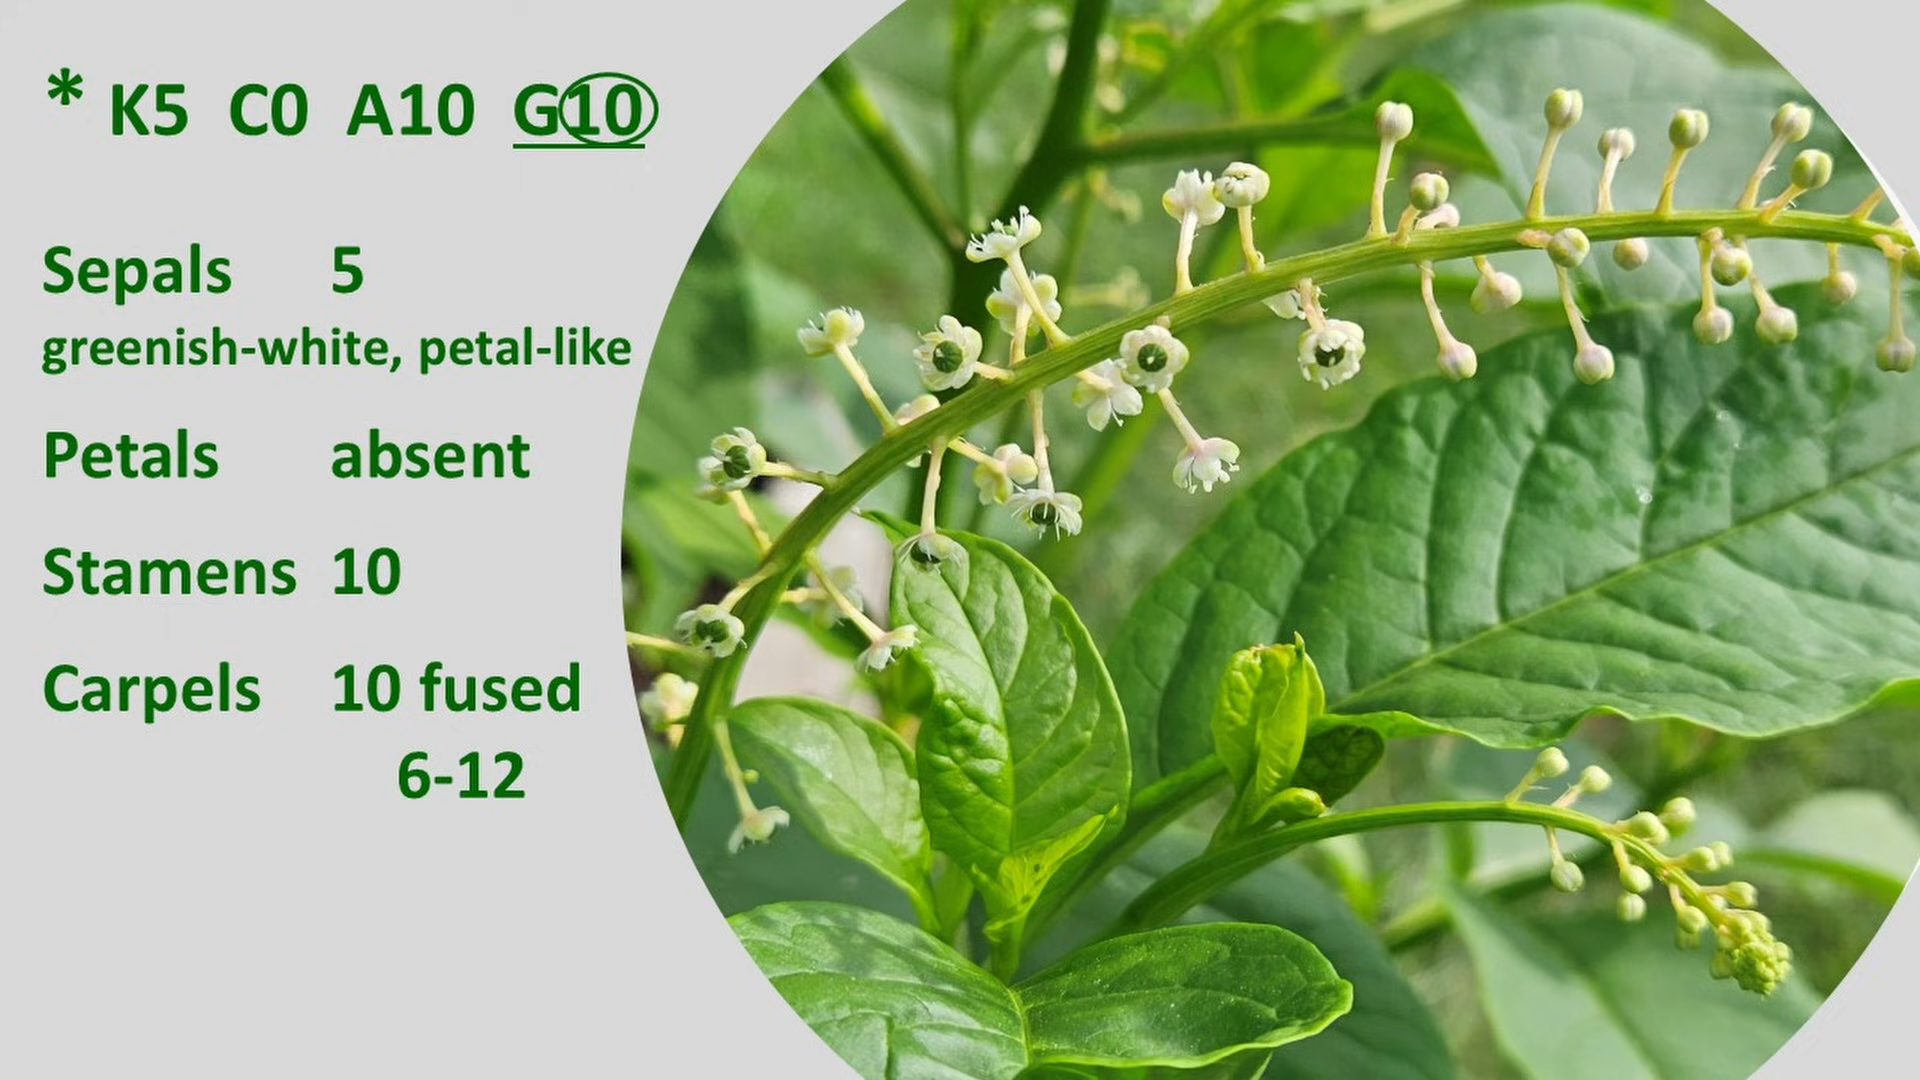 * K5 C0 A10 G10
Sepals 5
greenish-white, petal-like
Petals absent
Stamens 10
Carpels 10 fused
6-12